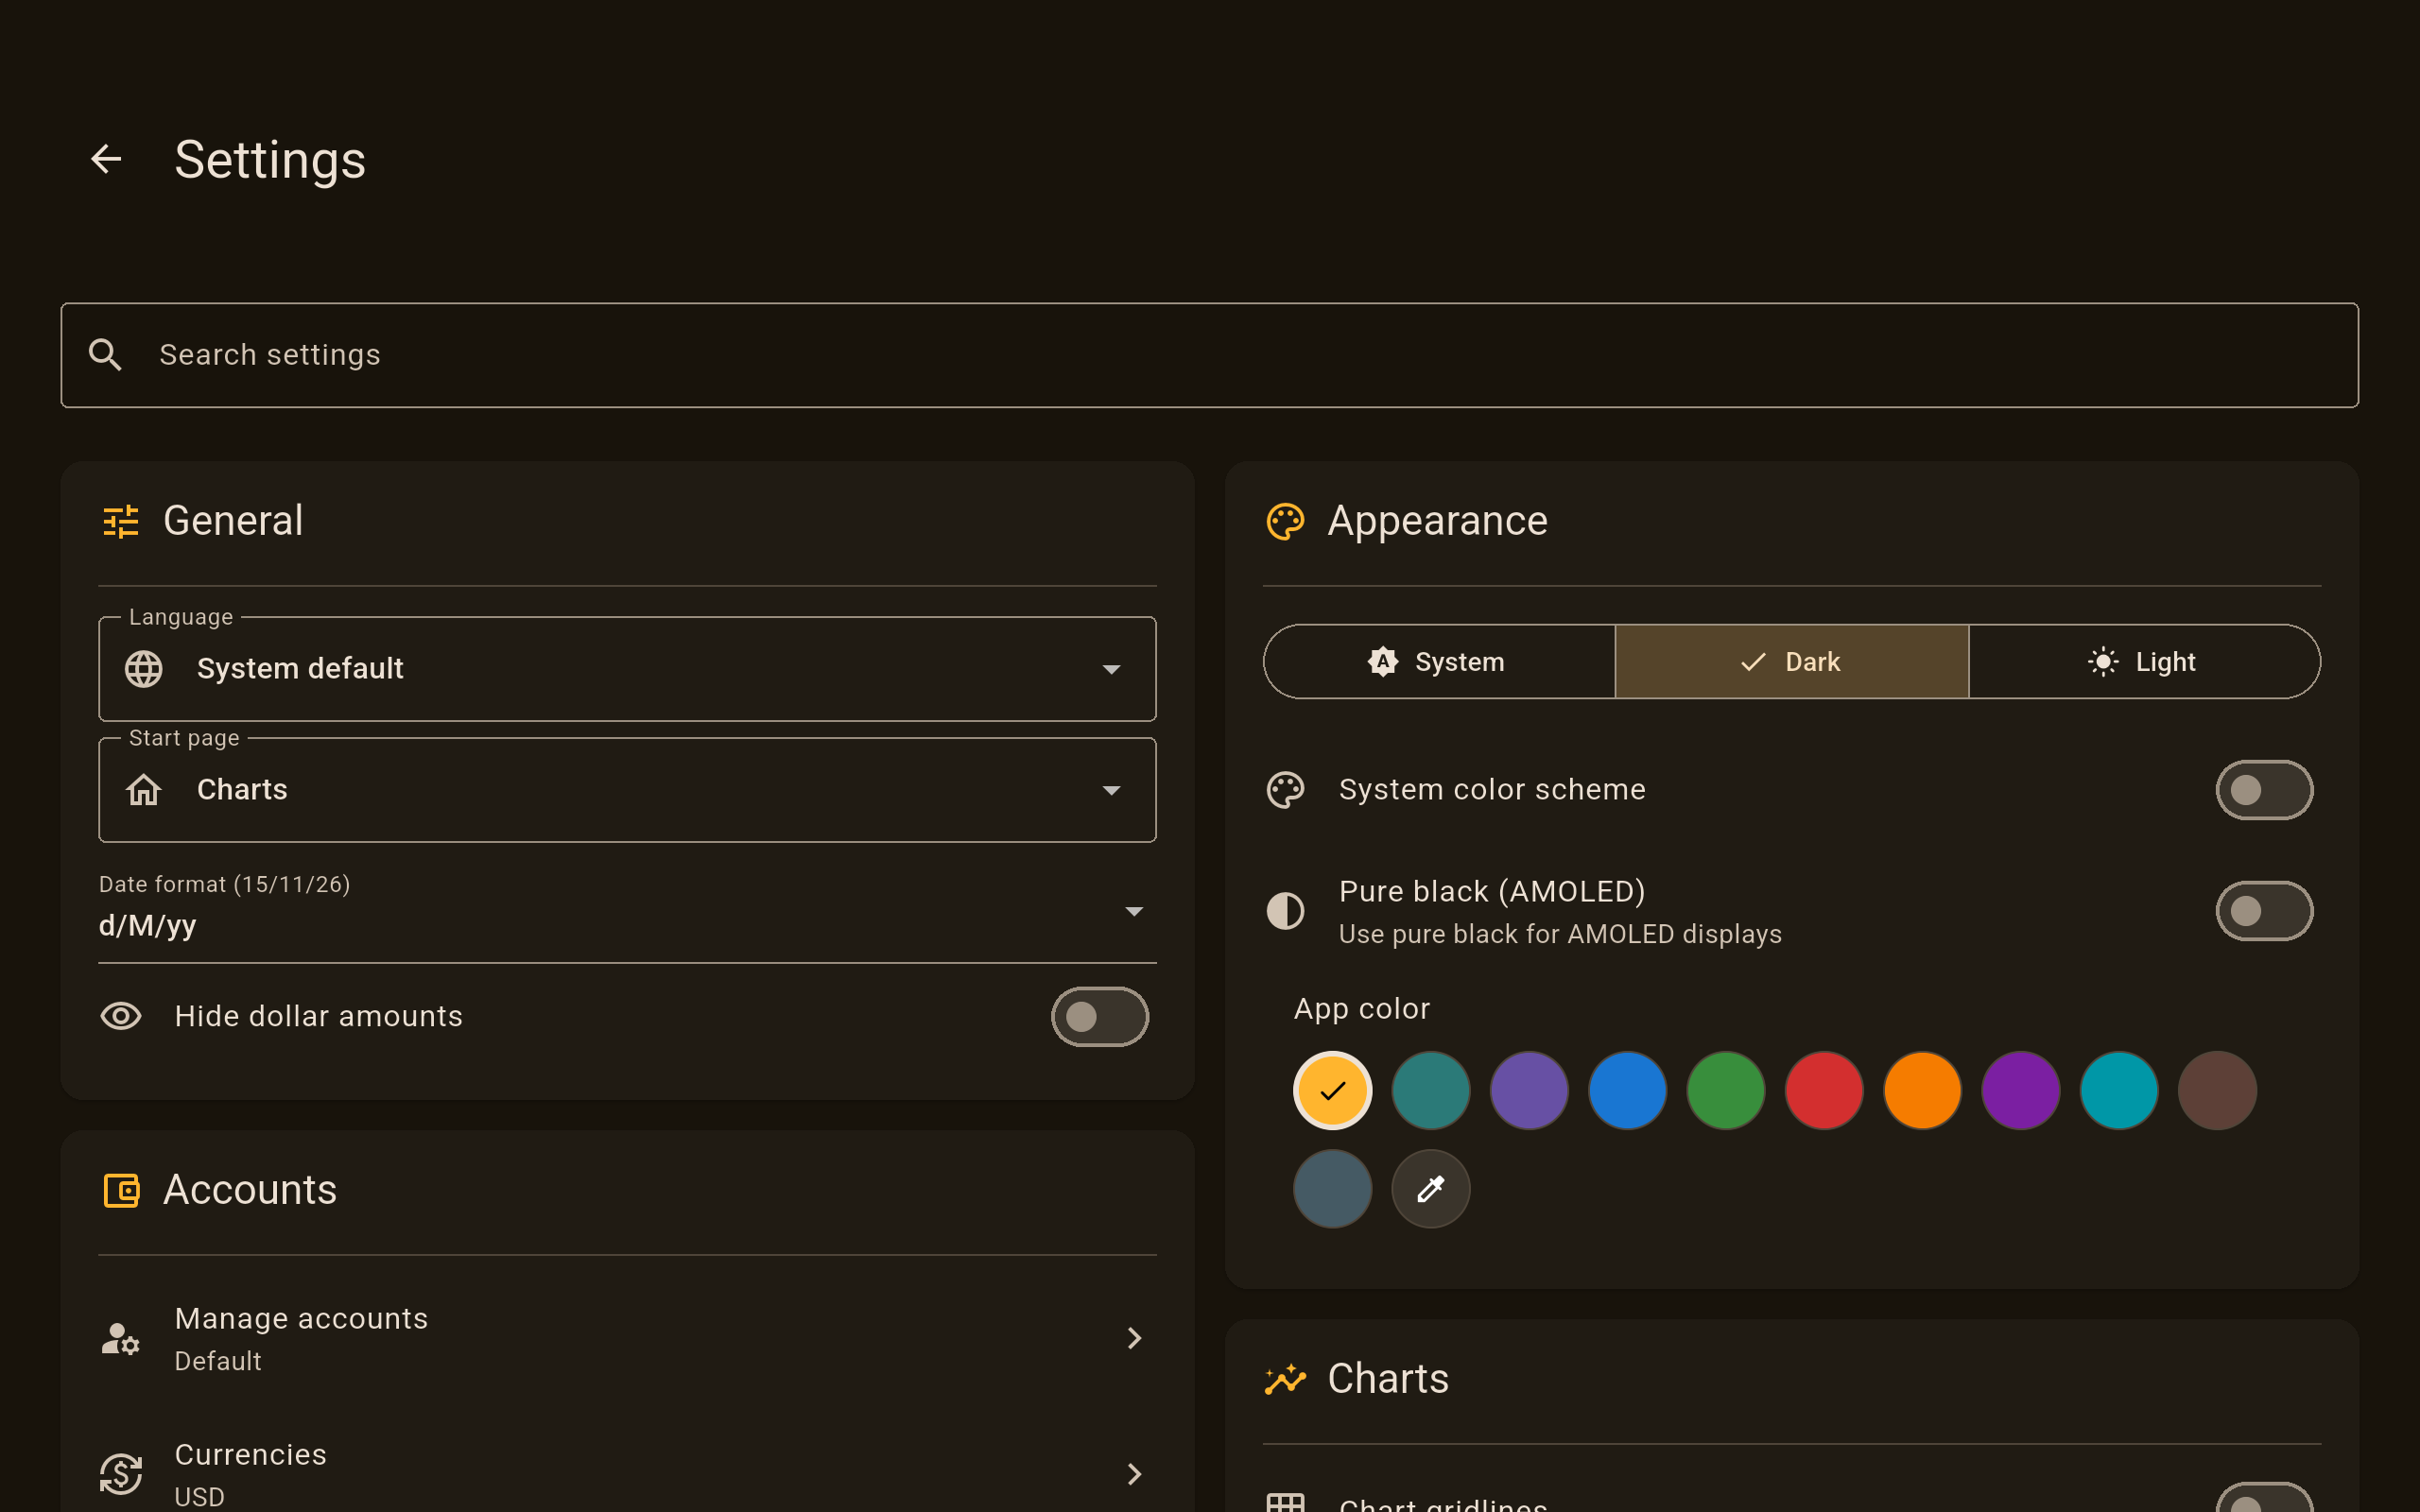 Settings
Search settings
General
Language
System default
Start page
Charts
Date format (15/11/26)
d/M/yy
Hide dollar amounts
Accounts
Manage accounts
Default
Currencies
USD
Appearance
System
Dark
Light
System color scheme
Pure black (AMOLED)
Use pure black for AMOLED displays
App color
Charts
Chart gridlines